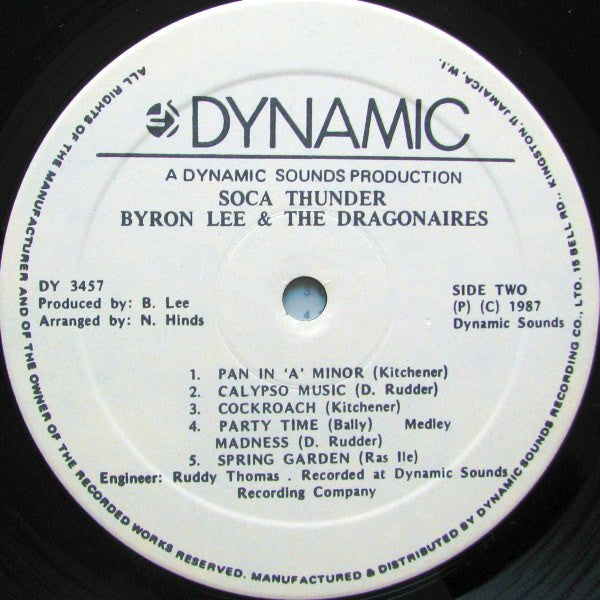 DYNAMIC
A DYNAMIC SOUNDS PRODUCTION
SOCA THUNDER
BYRON LEE & THE DRAGONAIRES
DY 3457
Produced by: B. Lee
Arranged by: N. Hinds
SIDE TWO
(P) (C) 1987
Dynamic Sounds
3.
4.
1. PAN IN 'A' MINOR (Kitchener)
2. CALYPSO MUSIC (D. Rudder)
3. COCKROACH (Kitchener)
4. PARTY TIME (Bally) Medley
MADNESS (D. Rudder)
5. SPRING GARDEN (Ras Ile)
Engineer: Ruddy Thomas . Recorded at Dynamic Sounds
Recording Company
ALL RIGHTS OF THE MANUFACTURER AND OF THE OWNER OF THE RECORDED WORKS RESERVED. MANUFACTURED & DISTRIBUTED BY DYNAMIC SOUNDS RECORDING CO., LTD. 15 BELL RD., KINGSTON 11 JAMAICA, W.I.